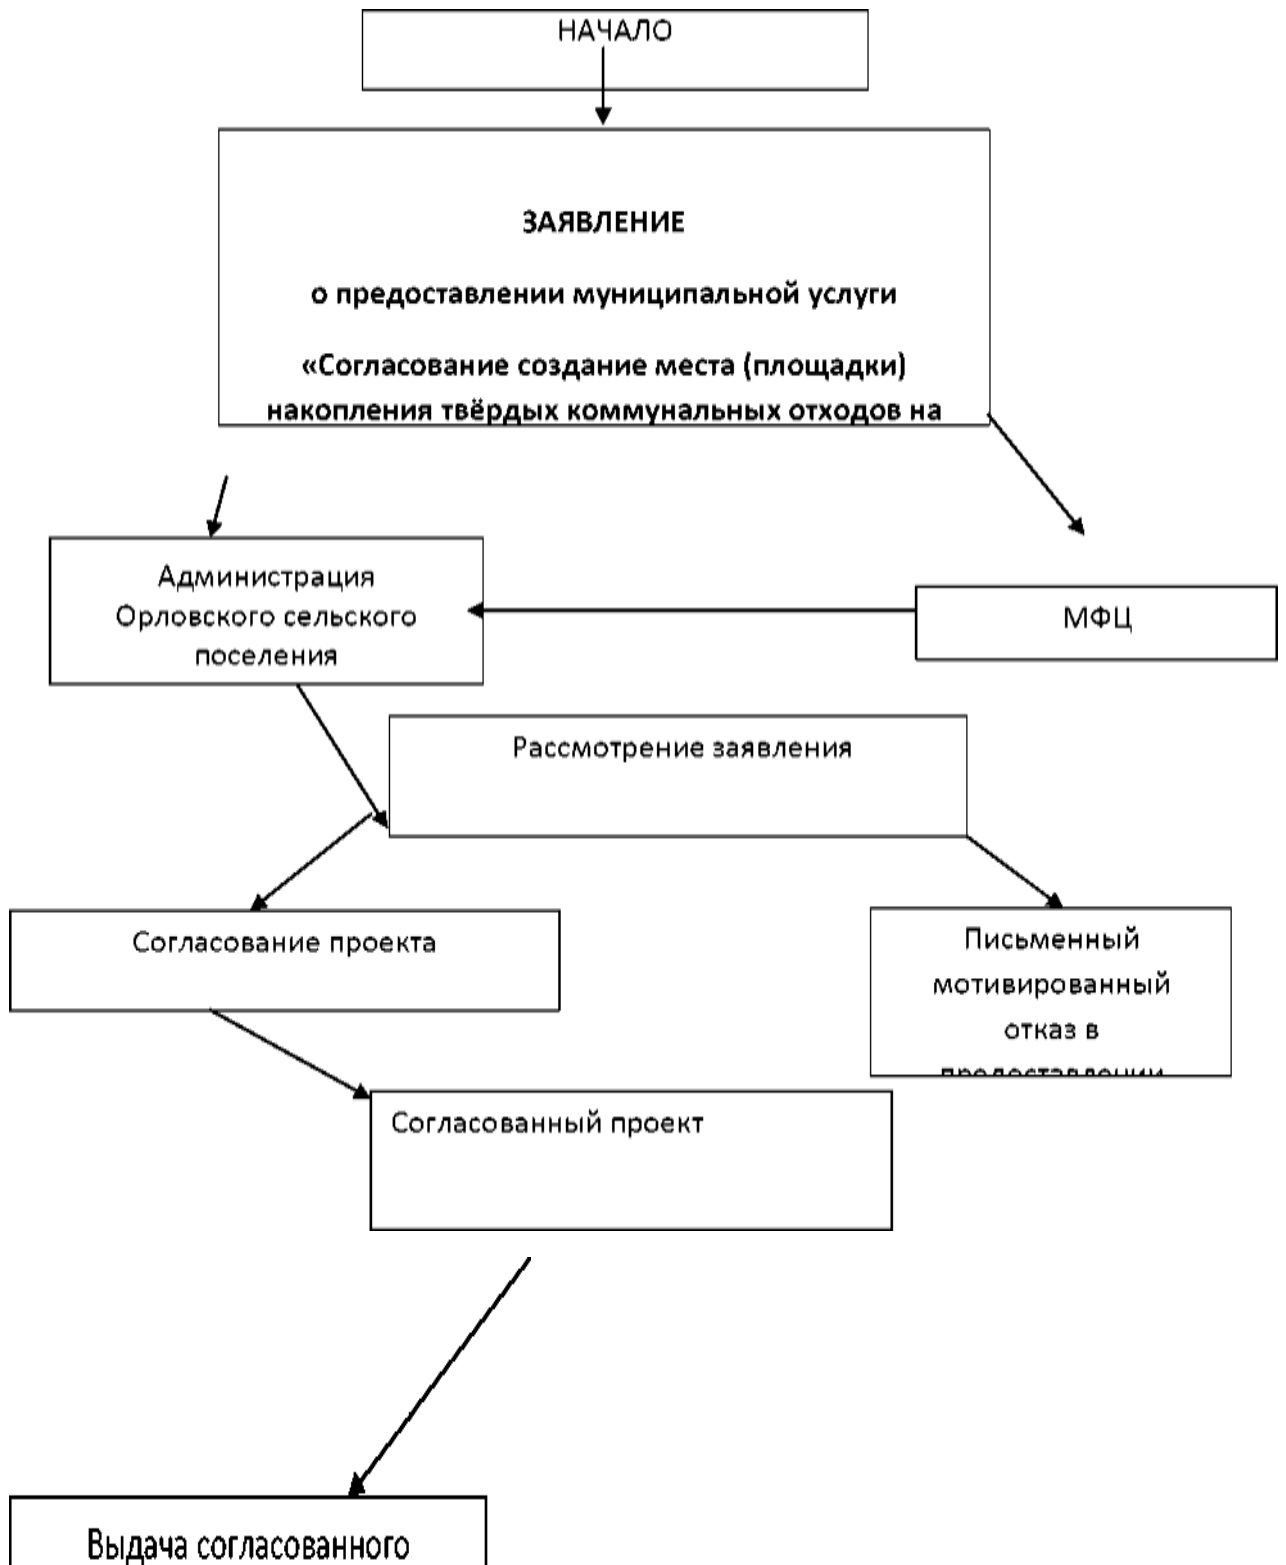 НАЧАЛО
ЗАЯВЛЕНИЕ
о предоставлении муниципальной услуги
«Согласование создание места (площадки)
накопления твёрдых коммунальных отходов на
Администрация
Орловского сельского
поселения
МФЦ
Рассмотрение заявления
Согласование проекта
Письменный
мотивированный
отказ в
предоставлении
Согласованный проект
Выдача согласованного